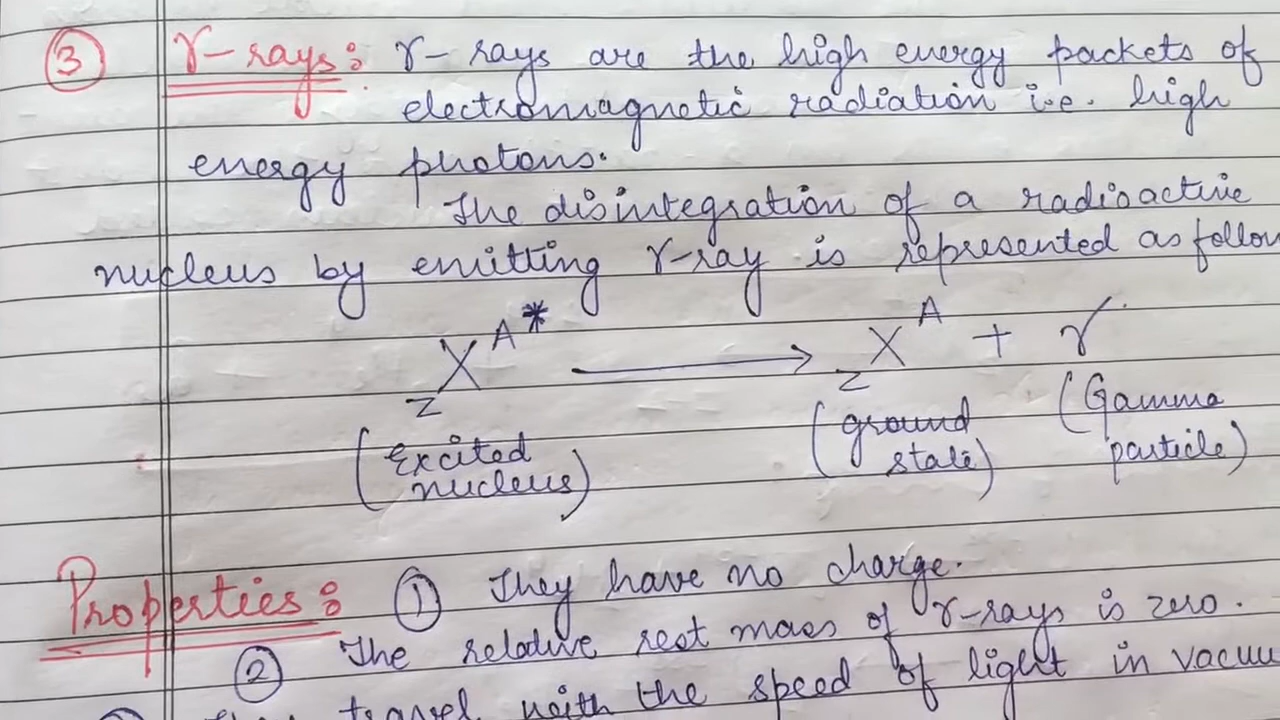 ③ γ-rays: γ-rays are the high energy packets of
electromagnetic radiation i.e. high
energy photons.
The disintegration of a radioactive
nucleus by emitting γ-ray is represented as follow
zX^A* ⟶ zX^A + γ
(Excited nucleus) (ground state) (Gamma particle)
Properties: ① They have no charge.
② The relative rest mass of γ-rays is zero.
travel with the speed of light in vacuu